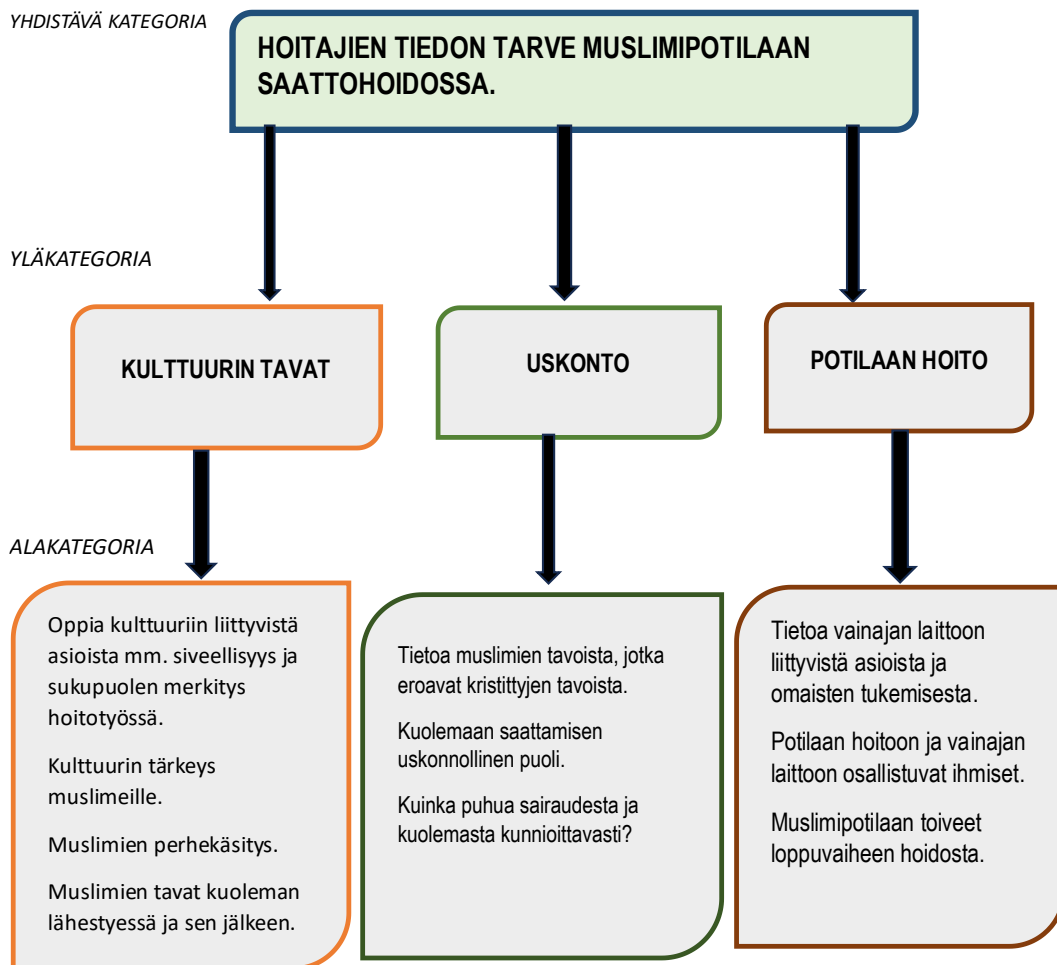 YHDISTÄVÄ KATEGORIA
HOITAJIEN TIEDON TARVE MUSLIMIPOTILAAN
SAATTOHOIDOSSA.
YLÄKATEGORIA
KULTTUURIN TAVAT
USKONTO
POTILAAN HOITO
ALAKATEGORIA
Oppia kulttuuriin liittyvistä
asioista mm. siveellisyys ja
sukupuolen merkitys
hoitotyössä.
Kulttuurin tärkeys
muslimeille.
Muslimien perhekäsitys.
Muslimien tavat kuoleman
lähestyessä ja sen jälkeen.
Tietoa muslimien tavoista, jotka
eroavat kristittyjen tavoista.
Kuolemaan saattamisen
uskonnollinen puoli.
Kuinka puhua sairaudesta ja
kuolemasta kunnioittavasti?
Tietoa vainajan laittoon
liittyvistä asioista ja
omaisten tukemisesta.
Potilaan hoitoon ja vainajan
laittoon osallistuvat ihmiset.
Muslimipotilaan toiveet
loppuvaiheen hoidosta.